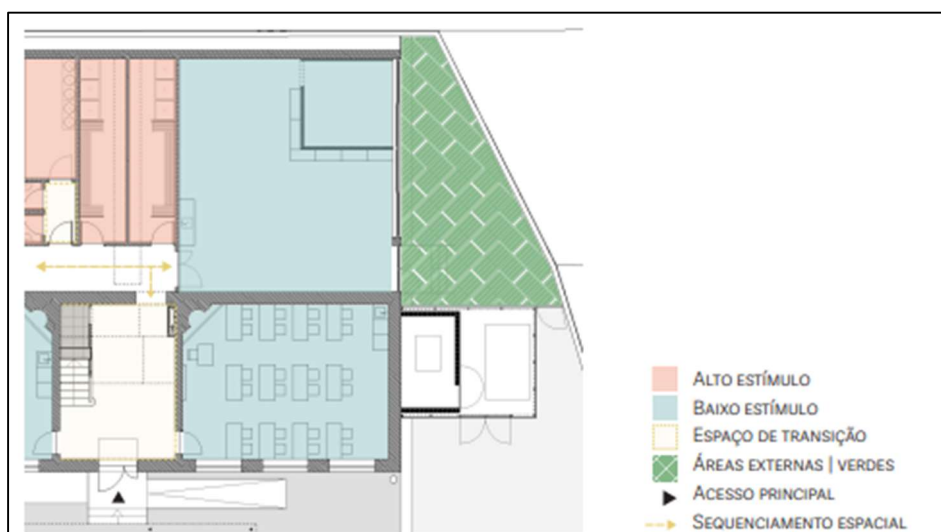 ALTO ESTÍMULO
BAIXO ESTÍMULO
ESPAÇO DE TRANSIÇÃO
ÁREAS EXTERNAS | VERDES
ACESSO PRINCIPAL
SEQUENCIAMENTO ESPACIAL